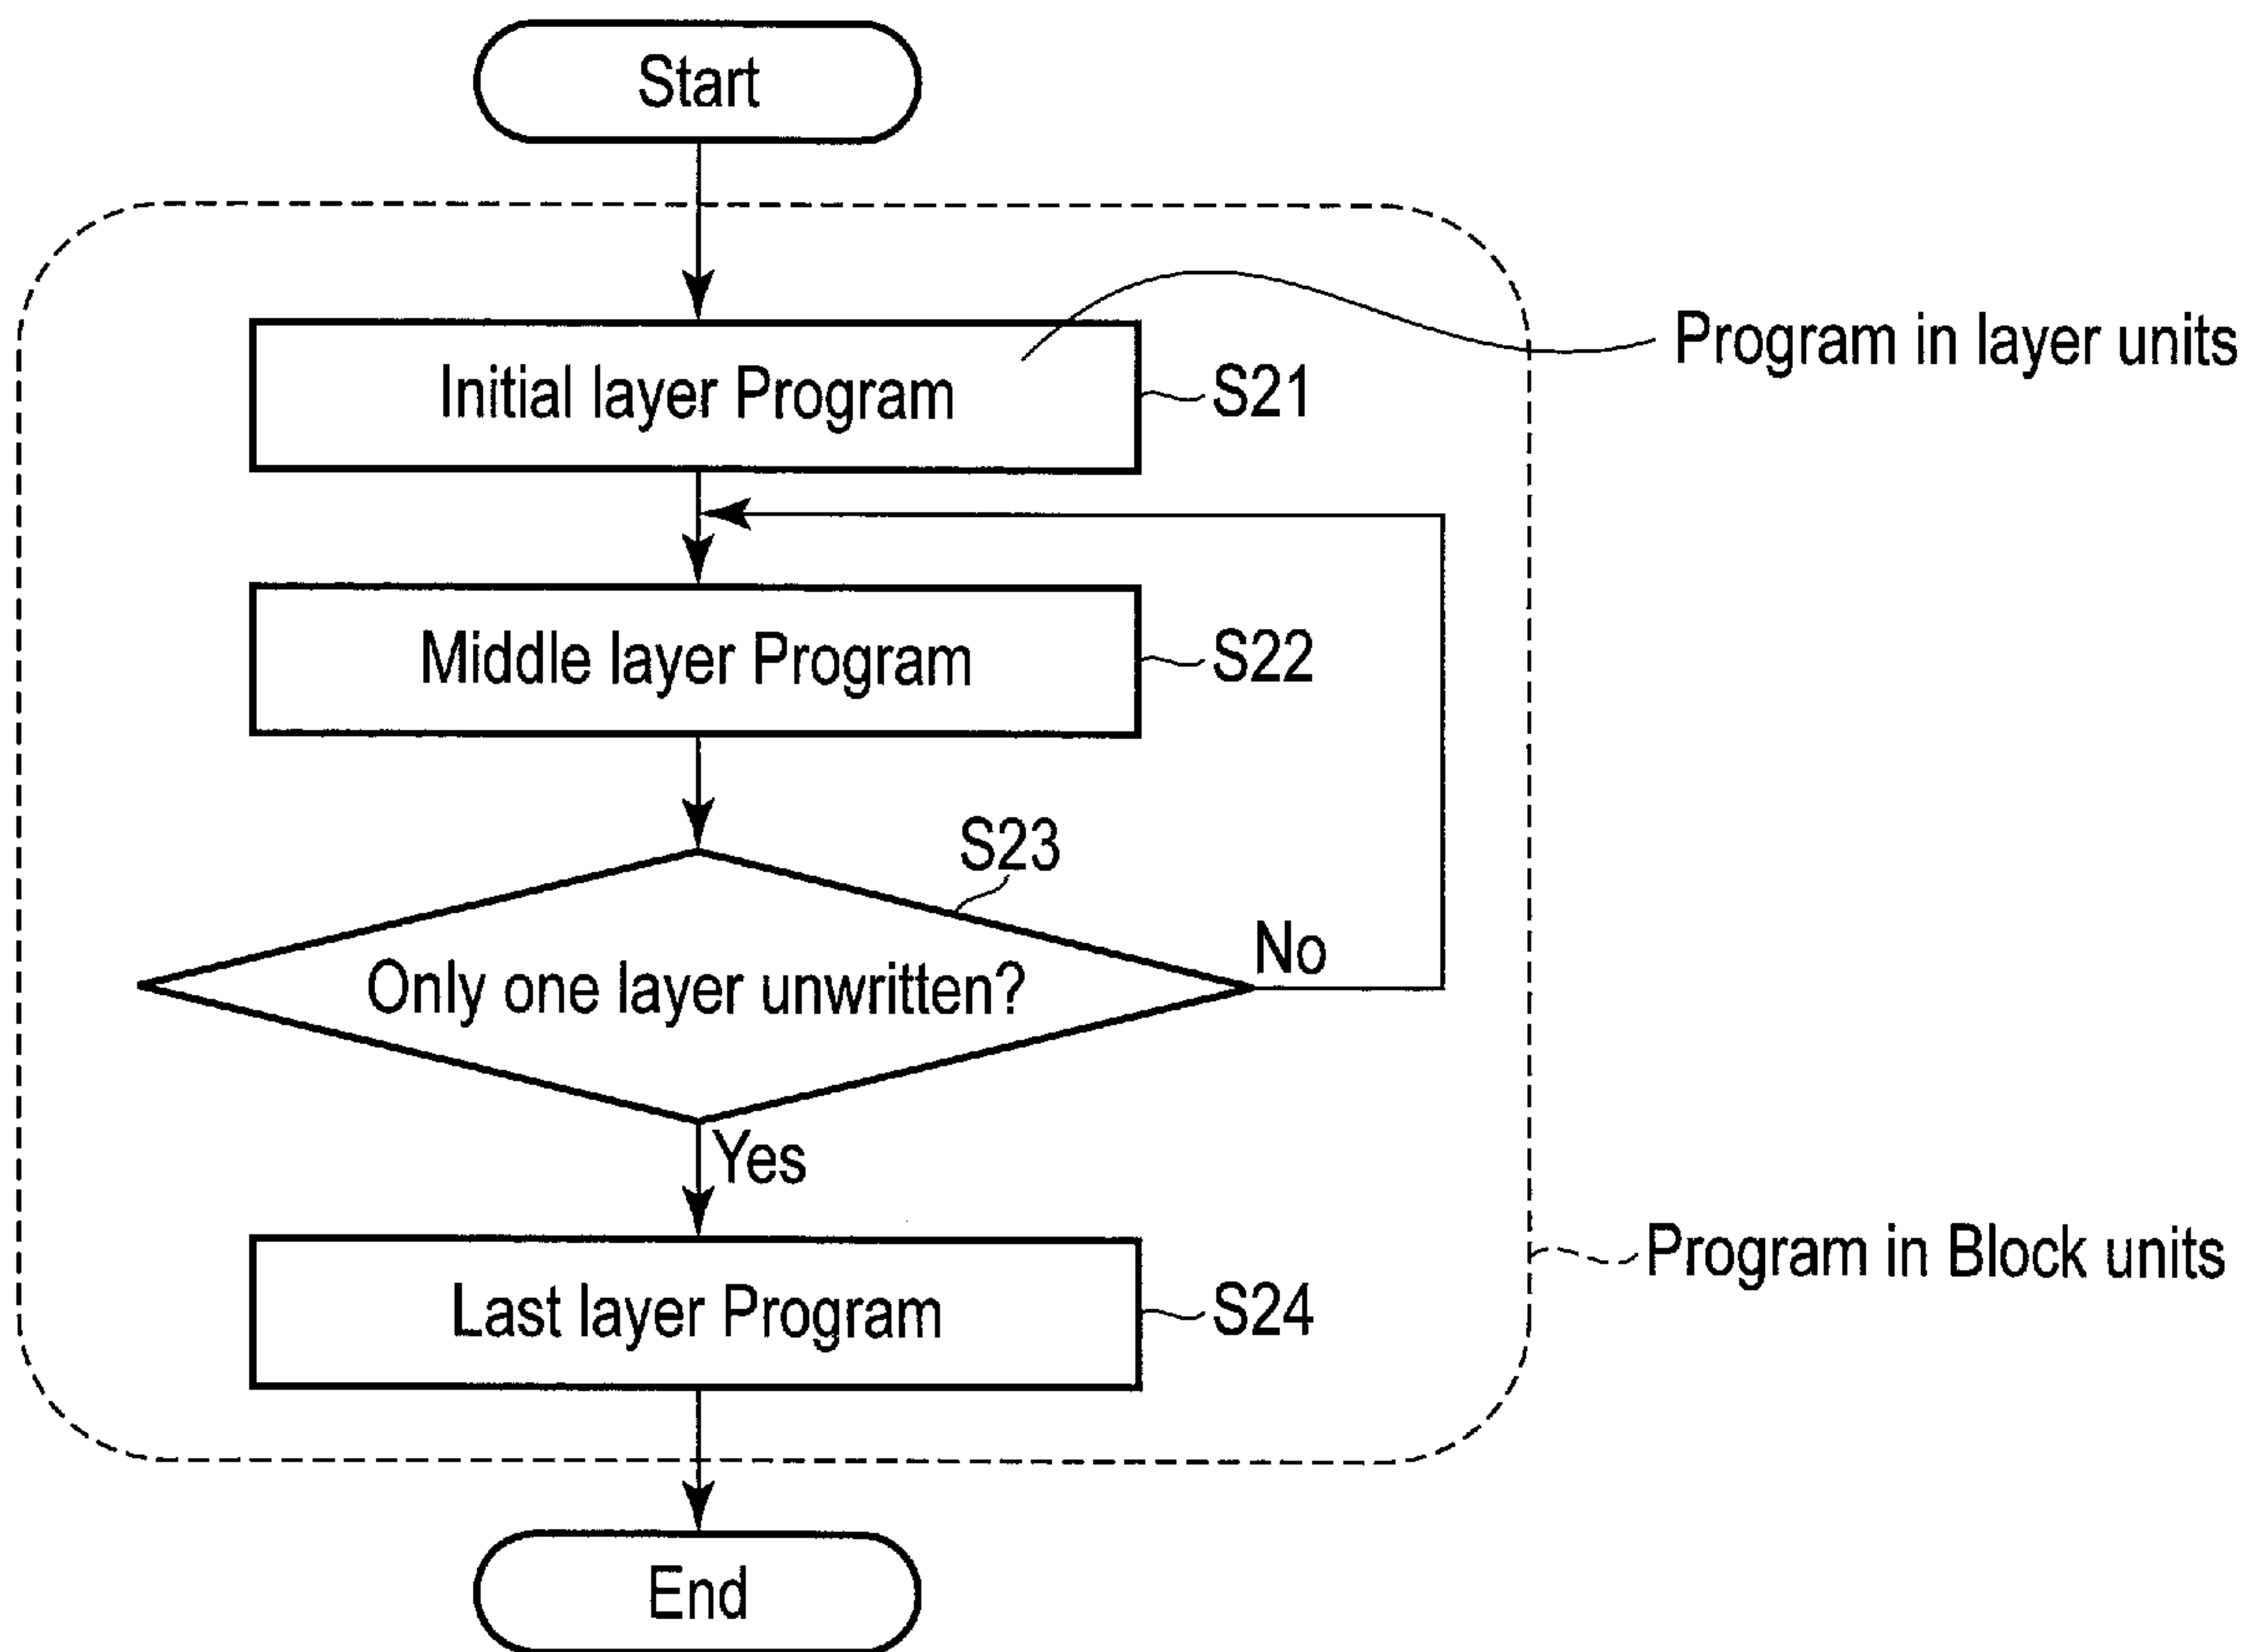 Start
Program in layer units
Initial layer Program
S21
Middle layer Program
S22
S23
Only one layer unwritten?
No
Yes
Program in Block units
Last layer Program
S24
End